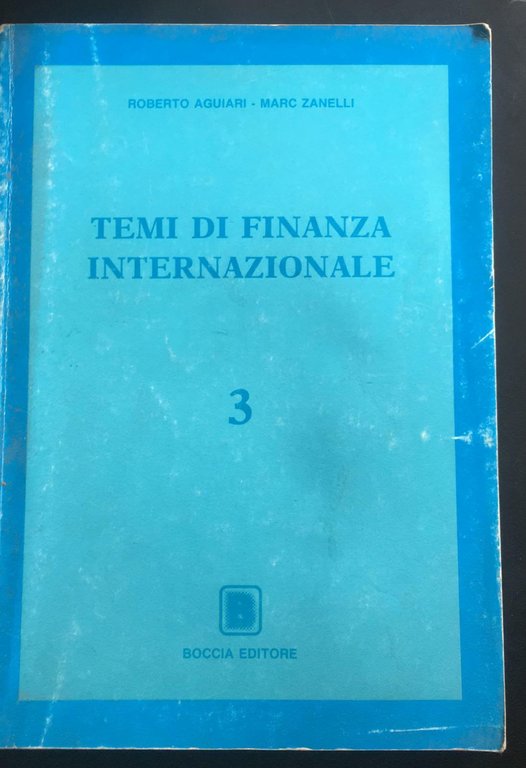 ROBERTO AGUIARI - MARC ZANELLI
TEMI DI FINANZA
INTERNAZIONALE
3
B
BOCCIA EDITORE